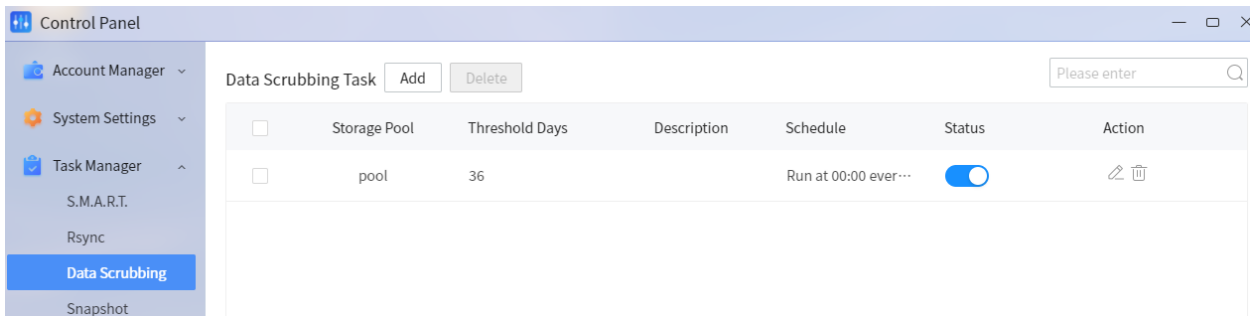 Control Panel
Account Manager
System Settings
Task Manager
S.M.A.R.T.
Rsync
Data Scrubbing
Snapshot
Data Scrubbing Task Add Delete Please enter
Storage Pool Threshold Days Description Schedule Status Action
pool 36 Run at 00:00 ever···